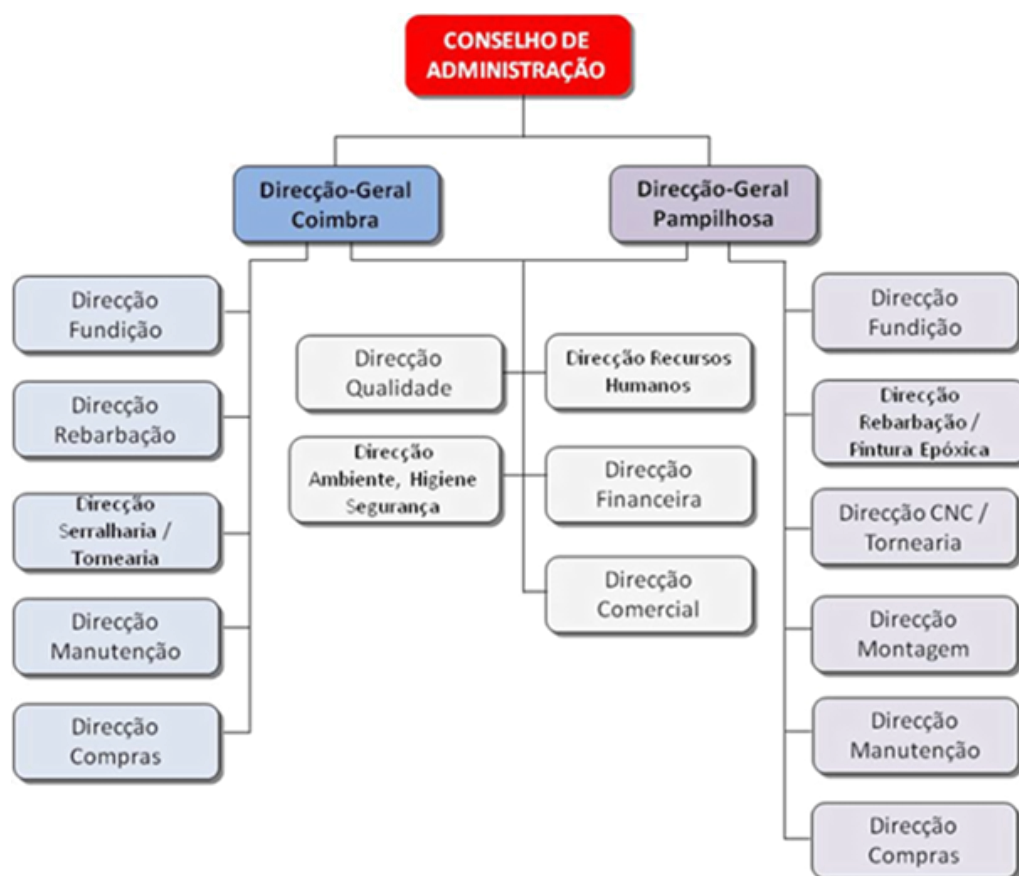 CONSELHO DE
ADMINISTRAÇÃO
Direcção-Geral
Coimbra
Direcção-Geral
Pampilhosa
Direcção
Fundição
Direcção
Rebarbação
Direcção
Serralharia /
Tornearia
Direcção
Manutenção
Direcção
Compras
Direcção
Qualidade
Direcção
Ambiente, Higiene
Segurança
Direcção Recursos
Humanos
Direcção
Financeira
Direcção
Comercial
Direcção
Fundição
Direcção
Rebarbação /
Pintura Epóxica
Direcção CNC /
Tornearia
Direcção
Montagem
Direcção
Manutenção
Direcção
Compras